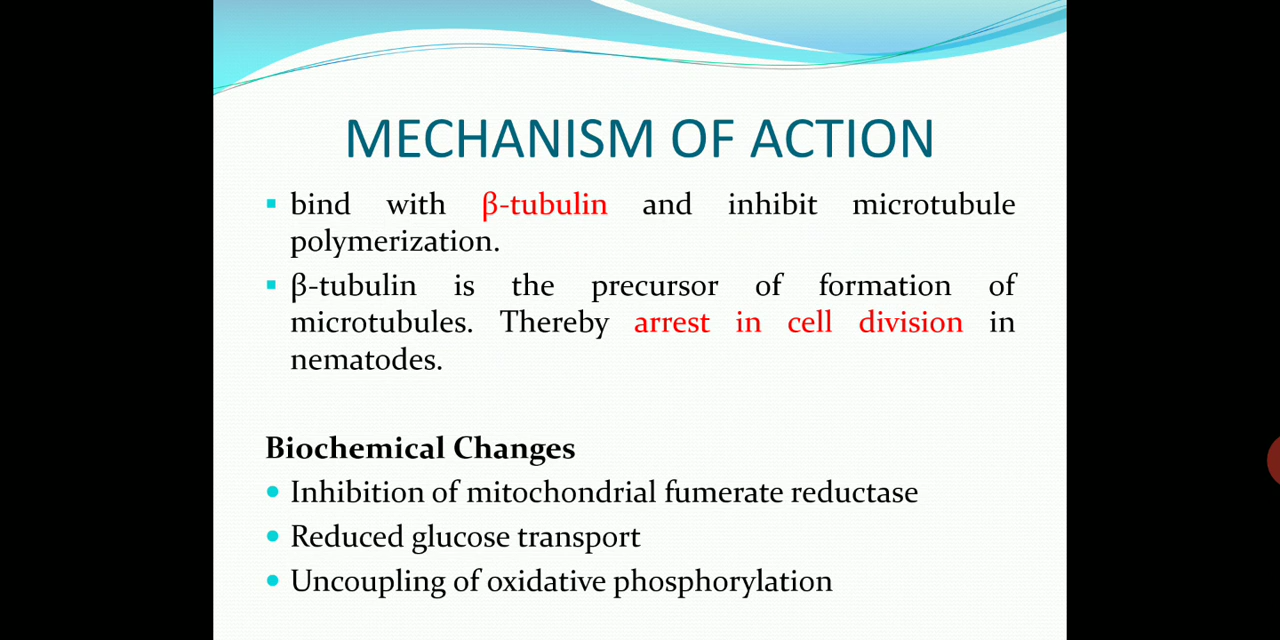 MECHANISM OF ACTION
bind with β-tubulin and inhibit microtubule
polymerization.
β-tubulin is the precursor of formation of
microtubules. Thereby arrest in cell division in
nematodes.
Biochemical Changes
Inhibition of mitochondrial fumerate reductase
Reduced glucose transport
Uncoupling of oxidative phosphorylation